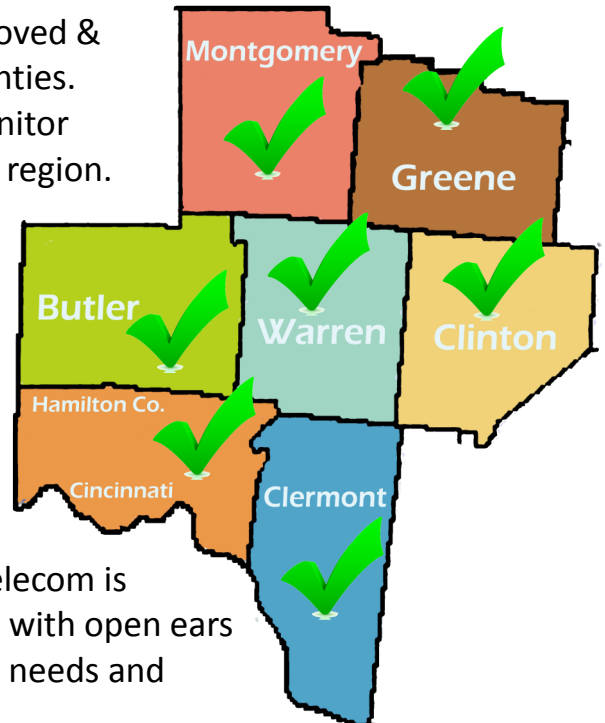 oved &
nties.
nitor
region.
Montgomery
Greene
Butler
Warren
Clinton
Hamilton Co.
Cincinnati
Clermont
elecom is
with open ears
needs and